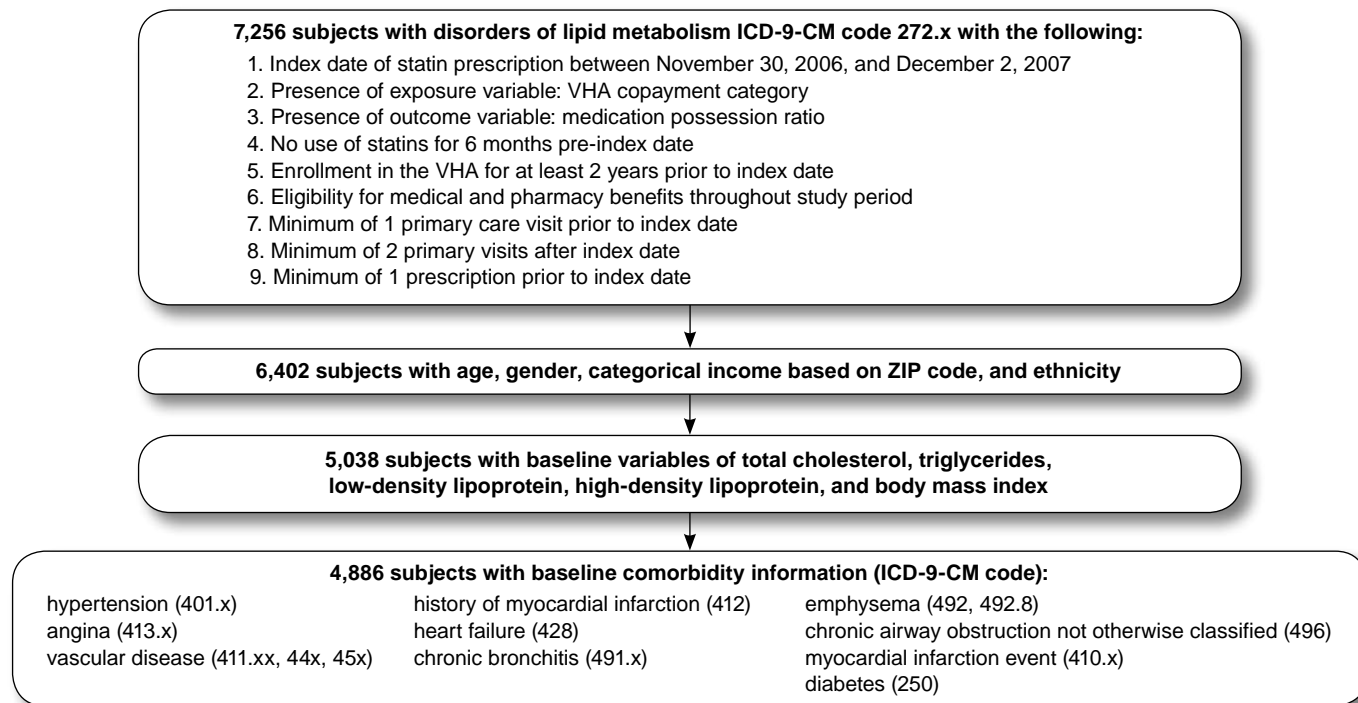 7,256 subjects with disorders of lipid metabolism ICD-9-CM code 272.x with the following:
1. Index date of statin prescription between November 30, 2006, and December 2, 2007
2. Presence of exposure variable: VHA copayment category
3. Presence of outcome variable: medication possession ratio
4. No use of statins for 6 months pre-index date
5. Enrollment in the VHA for at least 2 years prior to index date
6. Eligibility for medical and pharmacy benefits throughout study period
7. Minimum of 1 primary care visit prior to index date
8. Minimum of 2 primary visits after index date
9. Minimum of 1 prescription prior to index date
6,402 subjects with age, gender, categorical income based on ZIP code, and ethnicity
5,038 subjects with baseline variables of total cholesterol, triglycerides,
low-density lipoprotein, high-density lipoprotein, and body mass index
4,886 subjects with baseline comorbidity information (ICD-9-CM code):
hypertension (401.x)
angina (413.x)
vascular disease (411.xx, 44x, 45x)
history of myocardial infarction (412)
heart failure (428)
chronic bronchitis (491.x)
emphysema (492, 492.8)
chronic airway obstruction not otherwise classified (496)
myocardial infarction event (410.x)
diabetes (250)